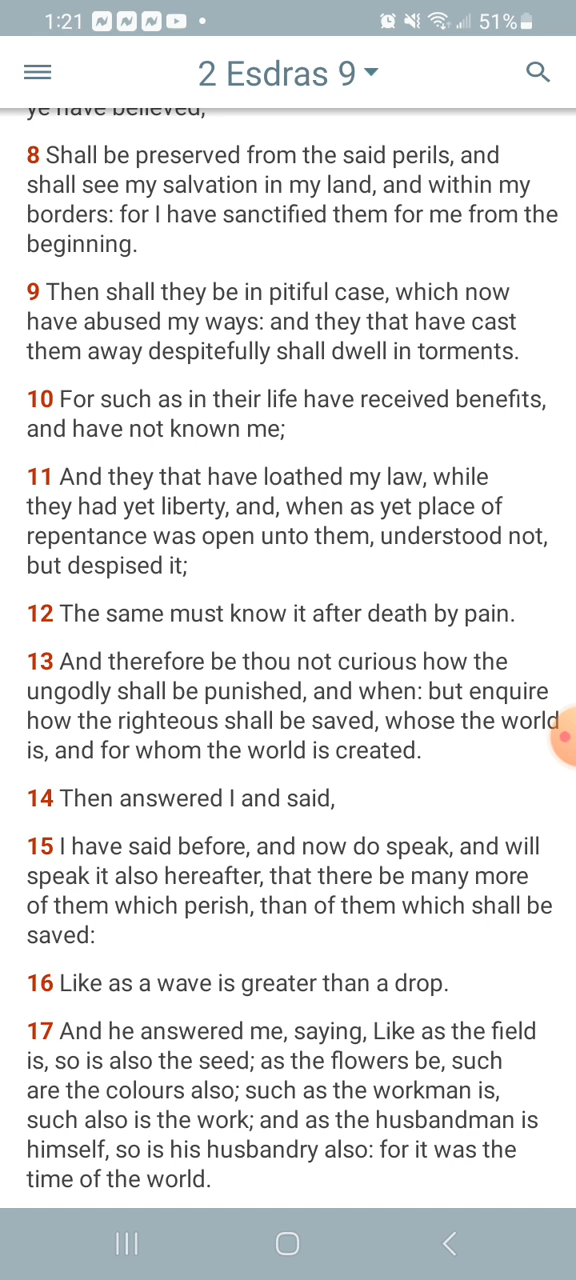 1:21
51%
2 Esdras 9
ye have believed,
8 Shall be preserved from the said perils, and
shall see my salvation in my land, and within my
borders: for I have sanctified them for me from the
beginning.
9 Then shall they be in pitiful case, which now
have abused my ways: and they that have cast
them away despitefully shall dwell in torments.
10 For such as in their life have received benefits,
and have not known me;
11 And they that have loathed my law, while
they had yet liberty, and, when as yet place of
repentance was open unto them, understood not,
but despised it;
12 The same must know it after death by pain.
13 And therefore be thou not curious how the
ungodly shall be punished, and when: but enquire
how the righteous shall be saved, whose the world
is, and for whom the world is created.
14 Then answered I and said,
15 I have said before, and now do speak, and will
speak it also hereafter, that there be many more
of them which perish, than of them which shall be
saved:
16 Like as a wave is greater than a drop.
17 And he answered me, saying, Like as the field
is, so is also the seed; as the flowers be, such
are the colours also; such as the workman is,
such also is the work; and as the husbandman is
himself, so is his husbandry also: for it was the
time of the world.